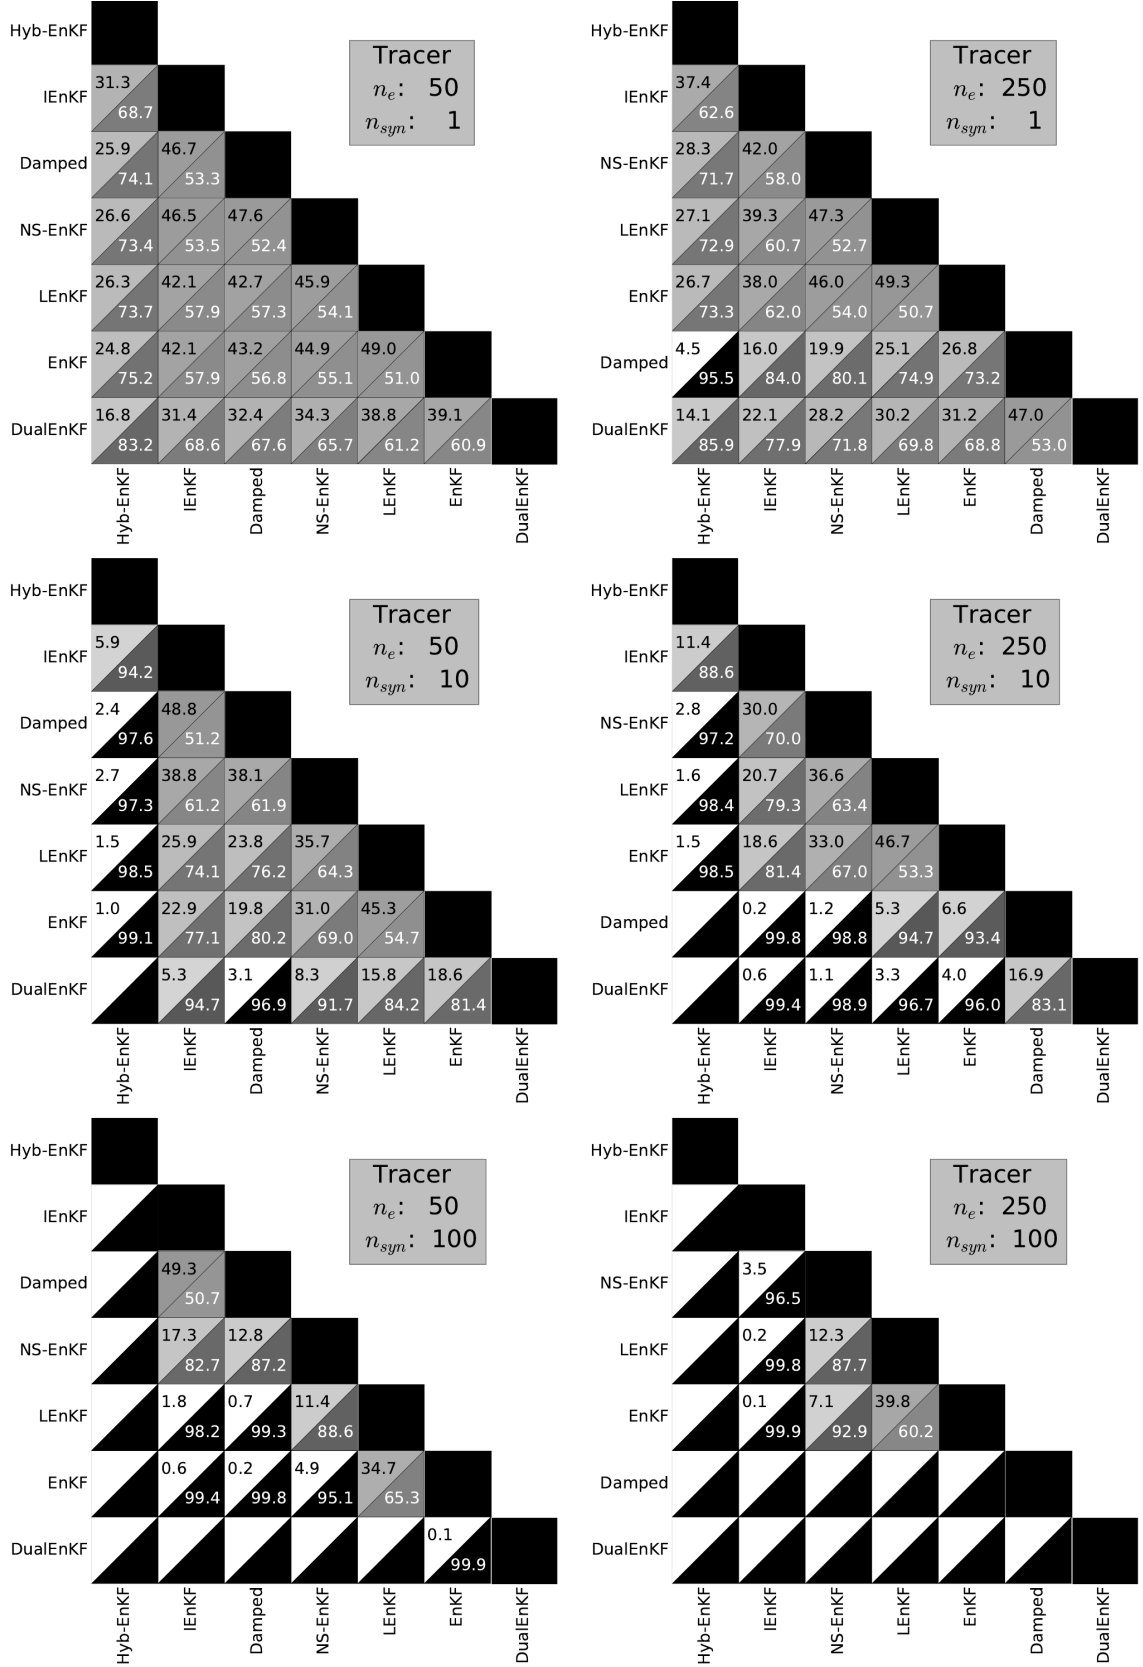 Hyb-EnKF
Tracer
n_e: 50
n_syn: 1
IEnKF 31.3
68.7
Damped 25.9 46.7
74.1 53.3
NS-EnKF 26.6 46.5 47.6
73.4 53.5 52.4
LEnKF 26.3 42.1 42.7 45.9
73.7 57.9 57.3 54.1
EnKF 24.8 42.1 43.2 44.9 49.0
75.2 57.9 56.8 55.1 51.0
DualEnKF 16.8 31.4 32.4 34.3 38.8 39.1
83.2 68.6 67.6 65.7 61.2 60.9
Hyb-EnKF IEnKF Damped NS-EnKF LEnKF EnKF DualEnKF
Hyb-EnKF
Tracer
n_e: 250
n_syn: 1
IEnKF 37.4
62.6
NS-EnKF 28.3 42.0
71.7 58.0
LEnKF 27.1 39.3 47.3
72.9 60.7 52.7
EnKF 26.7 38.0 46.0 49.3
73.3 62.0 54.0 50.7
Damped 4.5 16.0 19.9 25.1 26.8
95.5 84.0 80.1 74.9 73.2
DualEnKF 14.1 22.1 28.2 30.2 31.2 47.0
85.9 77.9 71.8 69.8 68.8 53.0
Hyb-EnKF IEnKF NS-EnKF LEnKF EnKF Damped DualEnKF
Hyb-EnKF
Tracer
n_e: 50
n_syn: 10
IEnKF 5.9
94.2
Damped 2.4 48.8
97.6 51.2
NS-EnKF 2.7 38.8 38.1
97.3 61.2 61.9
LEnKF 1.5 25.9 23.8 35.7
98.5 74.1 76.2 64.3
EnKF 1.0 22.9 19.8 31.0 45.3
99.1 77.1 80.2 69.0 54.7
DualEnKF 5.3 3.1 8.3 15.8 18.6
94.7 96.9 91.7 84.2 81.4
Hyb-EnKF IEnKF Damped NS-EnKF LEnKF EnKF DualEnKF
Hyb-EnKF
Tracer
n_e: 250
n_syn: 10
IEnKF 11.4
88.6
NS-EnKF 2.8 30.0
97.2 70.0
LEnKF 1.6 20.7 36.6
98.4 79.3 63.4
EnKF 1.5 18.6 33.0 46.7
98.5 81.4 67.0 53.3
Damped 0.2 1.2 5.3 6.6
99.8 98.8 94.7 93.4
DualEnKF 0.6 1.1 3.3 4.0 16.9
99.4 98.9 96.7 96.0 83.1
Hyb-EnKF IEnKF NS-EnKF LEnKF EnKF Damped DualEnKF
Hyb-EnKF
Tracer
n_e: 50
n_syn: 100
IEnKF
Damped 49.3
50.7
NS-EnKF 17.3 12.8
82.7 87.2
LEnKF 1.8 0.7 11.4
98.2 99.3 88.6
EnKF 0.6 0.2 4.9 34.7
99.4 99.8 95.1 65.3
DualEnKF 0.1
99.9
Hyb-EnKF IEnKF Damped NS-EnKF LEnKF EnKF DualEnKF
Hyb-EnKF
Tracer
n_e: 250
n_syn: 100
IEnKF
NS-EnKF 3.5
96.5
LEnKF 0.2 12.3
99.8 87.7
EnKF 0.1 7.1 39.8
99.9 92.9 60.2
Damped
DualEnKF
Hyb-EnKF IEnKF NS-EnKF LEnKF EnKF Damped DualEnKF